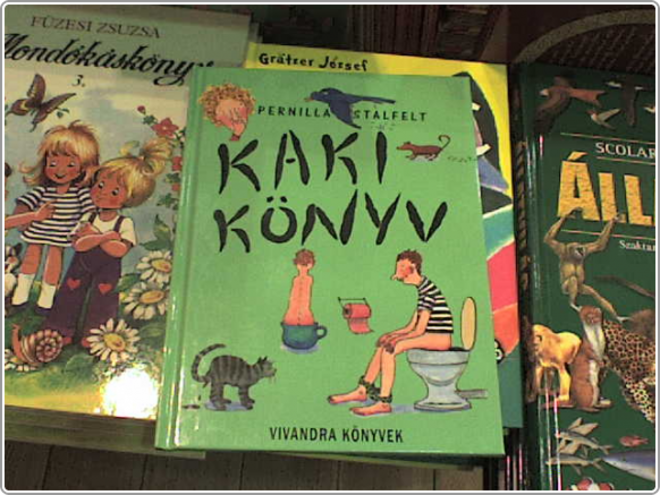 FÜZESI ZSUZSA
Mondókáskönyv
3.
Grätzer József
PERNILLA STALFELT
KAKI
KÖNYV
VIVANDRA KÖNYVEK
SCOLAR
ÁLL